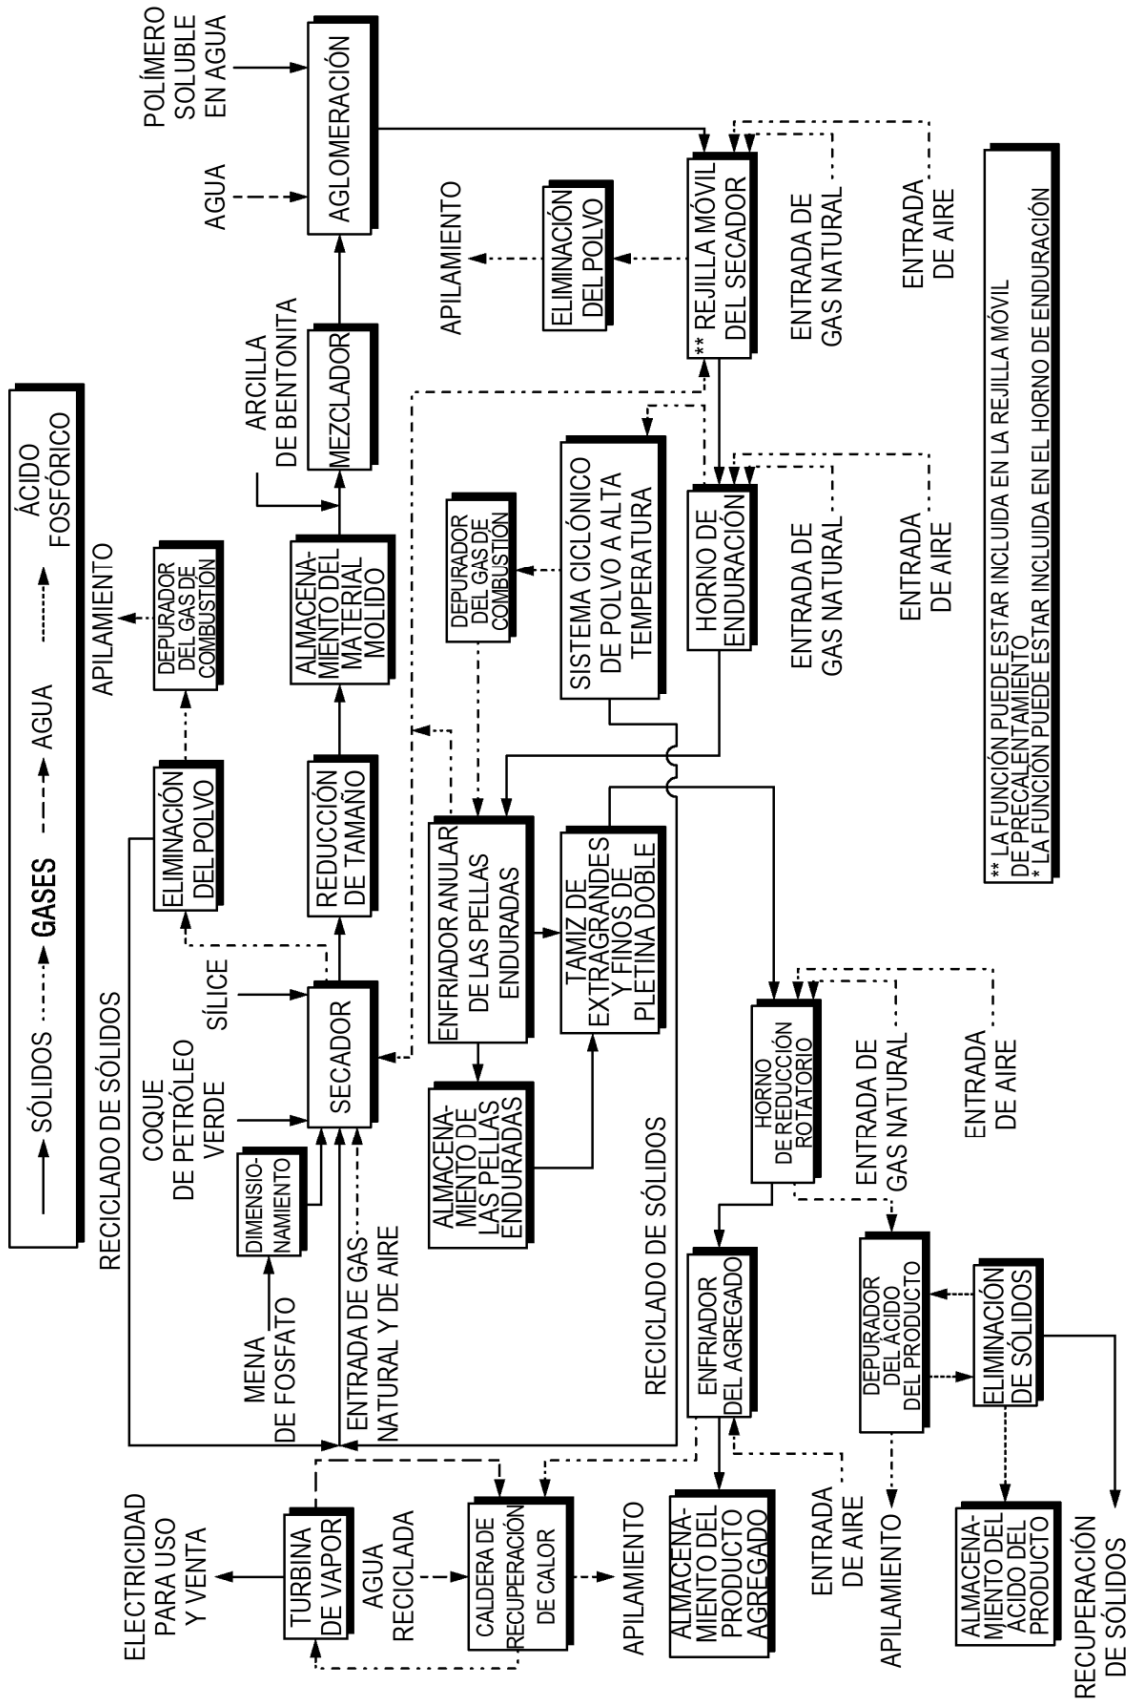 SÓLIDOS
GASES
AGUA
ÁCIDO
FOSFÓRICO
RECICLADO DE SÓLIDOS
APILAMIENTO
ELIMINACIÓN
DEL POLVO
DEPURADOR
DEL GAS DE
COMBUSTIÓN
COQUE
DE PETRÓLEO
VERDE
SÍLICE
MENA
DE FOSFATO
DIMENSIO-
NAMIENTO
SECADOR
REDUCCIÓN
DE TAMAÑO
ALMACENA-
MIENTO DEL
MATERIAL
MOLIDO
ARCILLA
DE BENTONITA
MEZCLADOR
AGUA
POLÍMERO
SOLUBLE
EN AGUA
AGLOMERACIÓN
ENTRADA DE GAS
NATURAL Y DE AIRE
ELECTRICIDAD
PARA USO
Y VENTA
TURBINA
DE VAPOR
AGUA
RECICLADA
CALDERA DE
RECUPERACIÓN
DE CALOR
APILAMIENTO
ALMACENA-
MIENTO DE
LAS PELLAS
ENDURADAS
ENFRIADOR ANULAR
DE LAS PELLAS
ENDURADAS
DEPURADOR
DEL GAS DE
COMBUSTIÓN
APILAMIENTO
ELIMINACIÓN
DEL POLVO
TAMIZ DE
EXTRAGRANDES
Y FINOS DE
PLETINA DOBLE
SISTEMA CICLÓNICO
DE POLVO A ALTA
TEMPERATURA
RECICLADO DE SÓLIDOS
HORNO DE
ENDURACIÓN
** REJILLA MÓVIL
DEL SECADOR
ENTRADA DE
GAS NATURAL
ENTRADA
DE AIRE
ENTRADA DE
GAS NATURAL
ENTRADA
DE AIRE
ALMACENA-
MIENTO DEL
PRODUCTO
AGREGADO
ENFRIADOR
DEL AGREGADO
HORNO
DE REDUCCIÓN
ROTATORIO
ENTRADA
DE AIRE
ENTRADA DE
GAS NATURAL
ENTRADA
DE AIRE
APILAMIENTO
DEPURADOR
DEL ÁCIDO
DEL PRODUCTO
ALMACENA-
MIENTO DEL
ÁCIDO DEL
PRODUCTO
ELIMINACIÓN
DE SÓLIDOS
RECUPERACIÓN
DE SÓLIDOS
** LA FUNCIÓN PUEDE ESTAR INCLUIDA EN LA REJILLA MÓVIL
DE PRECALENTAMIENTO
* LA FUNCIÓN PUEDE ESTAR INCLUIDA EN EL HORNO DE ENDURACIÓN